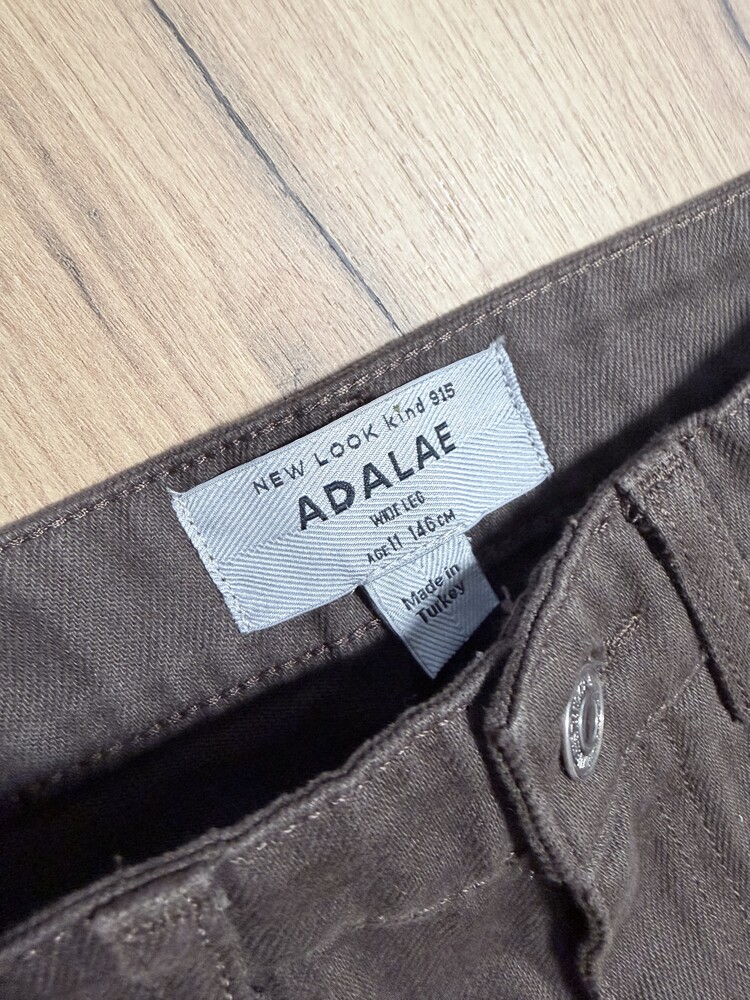 NEW LOOK kind 915
ADALAE
WIDE LEG
AGE 11 146 CM
Made in
Turkey